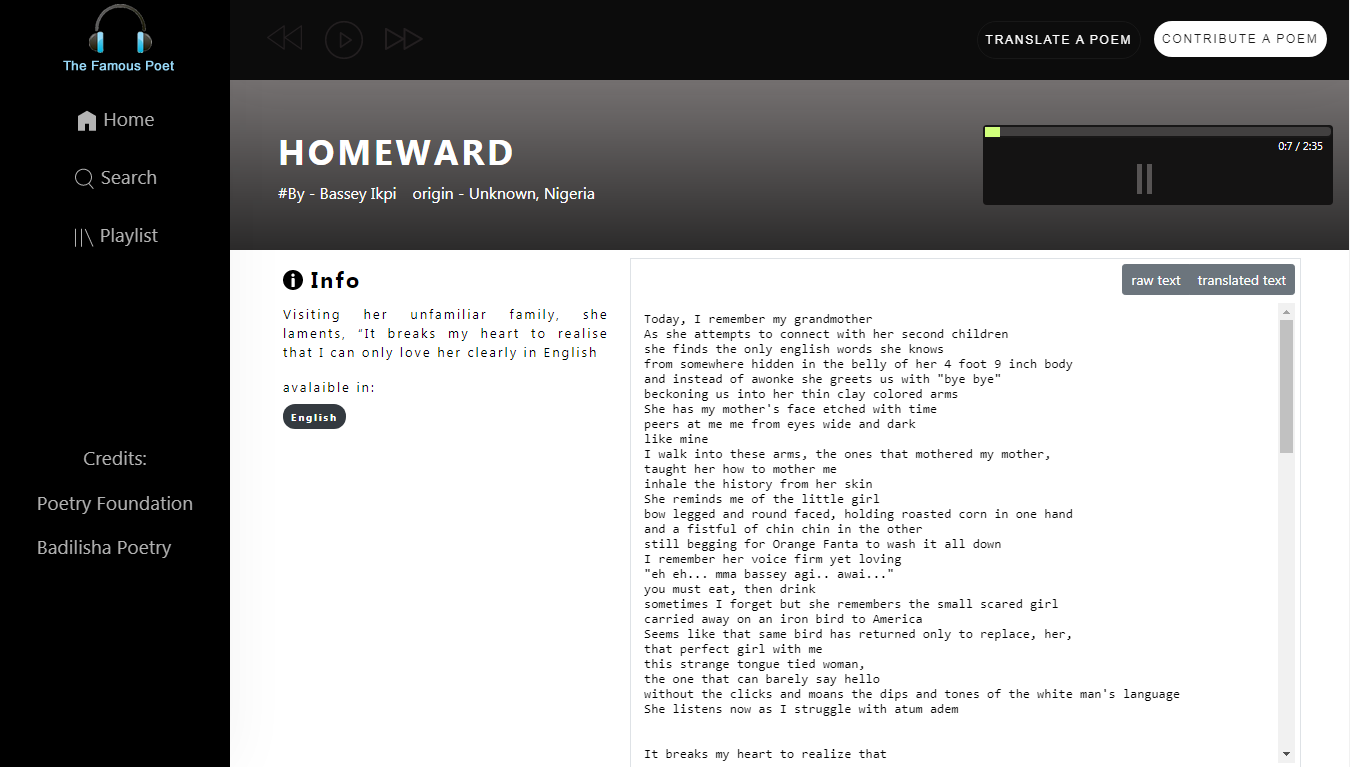 The Famous Poet
Home
Search
Playlist
Credits:
Poetry Foundation
Badilisha Poetry
TRANSLATE A POEM
CONTRIBUTE A POEM
HOMEWARD
#By - Bassey Ikpi origin - Unknown, Nigeria
0:7 / 2:35
Info
Visiting her unfamiliar family, she
laments, “It breaks my heart to realise
that I can only love her clearly in English
avalaible in:
English
raw text translated text
Today, I remember my grandmother
As she attempts to connect with her second children
she finds the only english words she knows
from somewhere hidden in the belly of her 4 foot 9 inch body
and instead of awonke she greets us with "bye bye"
beckoning us into her thin clay colored arms
She has my mother's face etched with time
peers at me me from eyes wide and dark
like mine
I walk into these arms, the ones that mothered my mother,
taught her how to mother me
inhale the history from her skin
She reminds me of the little girl
bow legged and round faced, holding roasted corn in one hand
and a fistful of chin chin in the other
still begging for Orange Fanta to wash it all down
I remember her voice firm yet loving
"eh eh... mma bassey agi.. awai..."
you must eat, then drink
sometimes I forget but she remembers the small scared girl
carried away on an iron bird to America
Seems like that same bird has returned only to replace, her,
that perfect girl with me
this strange tongue tied woman,
the one that can barely say hello
without the clicks and moans the dips and tones of the white man's language
She listens now as I struggle with atum adem
It breaks my heart to realize that